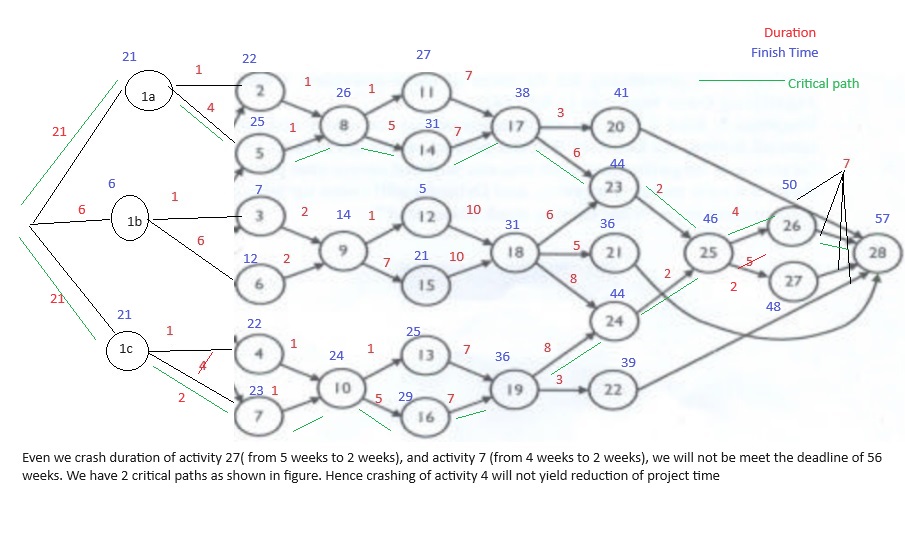 Duration
Finish Time
Critical path
21 22 27
1 1 1 7
1a 2 11
26 38 41
21 4 25 1 8 5 31 7 17 3 20
5 14 6 44
7
6 7 5 23 2 50
6 1 3 2 14 1 12 10 31 6 36 46 4 26 57
1b 9 18 5 21 25 28
12 2 21 10 5
6 6 7 15 8 2 2 27
21 44 48
21 22 25 24
1 4 1 24 1 13 7 36 8 39
1c 4 10 19 3 22
2 23 1 5 29 7
7 16
Even we crash duration of activity 27( from 5 weeks to 2 weeks), and activity 7 (from 4 weeks to 2 weeks), we will not be meet the deadline of 56
weeks. We have 2 critical paths as shown in figure. Hence crashing of activity 4 will not yield reduction of project time